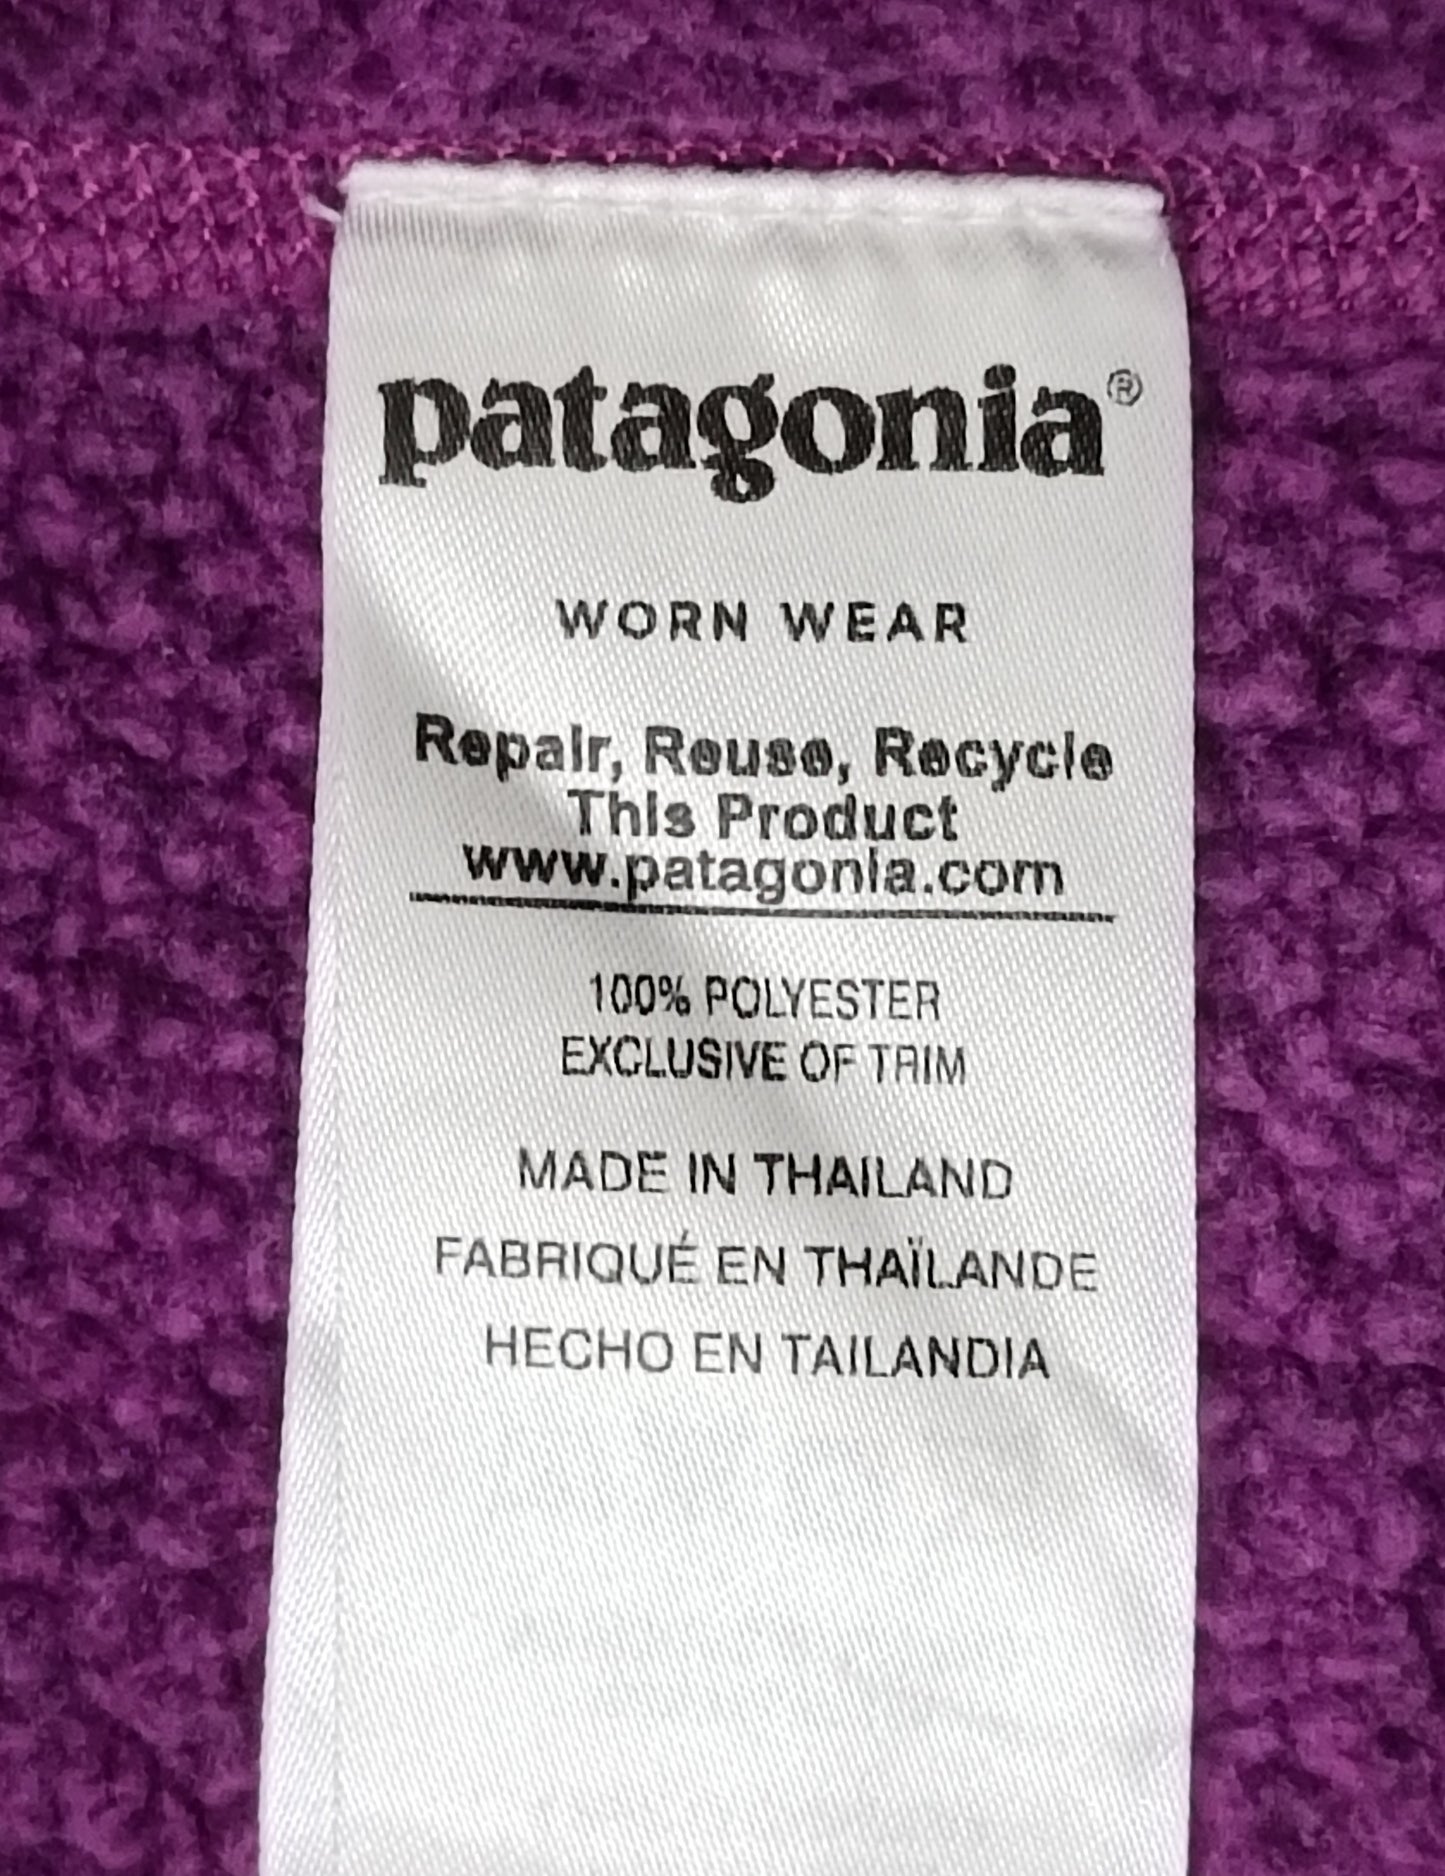 patagonia®
WORN WEAR
Repair, Reuse, Recycle
This Product
www.patagonia.com
100% POLYESTER
EXCLUSIVE OF TRIM
MADE IN THAILAND
FABRIQUÉ EN THAÏLANDE
HECHO EN TAILANDIA